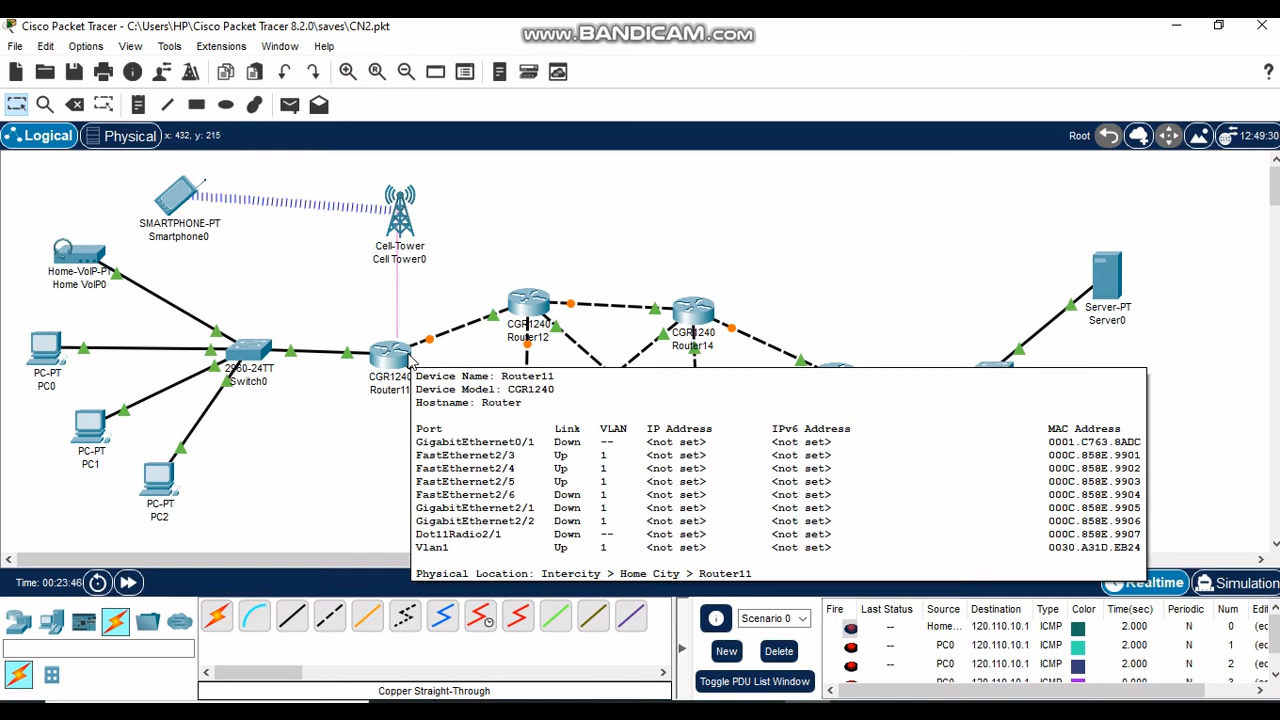 Cisco Packet Tracer - C:\Users\HP\Cisco Packet Tracer 8.2.0\saves\CN2.pkt
www.BANDICAM.com
File Edit Options View Tools Extensions Window Help
Logical Physical x: 432, y: 215 Root 12:49:30
SMARTPHONE-PT
Smartphone0
Cell-Tower
Cell Tower0
Home-VoIP-PT
Home VoIP0
Server-PT
Server0
CGR1240
Router12
CGR1240
Router14
PC-PT
PC0
2960-24TT
Switch0
CGR1240
Router11
PC-PT
PC1
PC-PT
PC2
Device Name: Router11
Device Model: CGR1240
Hostname: Router
Port Link VLAN IP Address IPv6 Address MAC Address
GigabitEthernet0/1 Down -- <not set> <not set> 0001.C763.8ADC
FastEthernet2/3 Up 1 <not set> <not set> 000C.858E.9901
FastEthernet2/4 Up 1 <not set> <not set> 000C.858E.9902
FastEthernet2/5 Up 1 <not set> <not set> 000C.858E.9903
FastEthernet2/6 Down 1 <not set> <not set> 000C.858E.9904
GigabitEthernet2/1 Down 1 <not set> <not set> 000C.858E.9905
GigabitEthernet2/2 Down 1 <not set> <not set> 000C.858E.9906
Dot11Radio2/1 Down -- <not set> <not set> 000C.858E.9907
Vlan1 Up 1 <not set> <not set> 0030.A31D.EB24
Physical Location: Intercity > Home City > Router11
Time: 00:23:46 Realtime Simulation
Scenario 0
New Delete
Toggle PDU List Window
Copper Straight-Through
Fire Last Status Source Destination Type Color Time(sec) Periodic Num Edi
-- Home... 120.110.10.1 ICMP 2.000 N 0 (ec
-- PC0 120.110.10.1 ICMP 2.000 N 1 (ec
-- PC0 120.110.10.1 ICMP 2.000 N 2 (ec